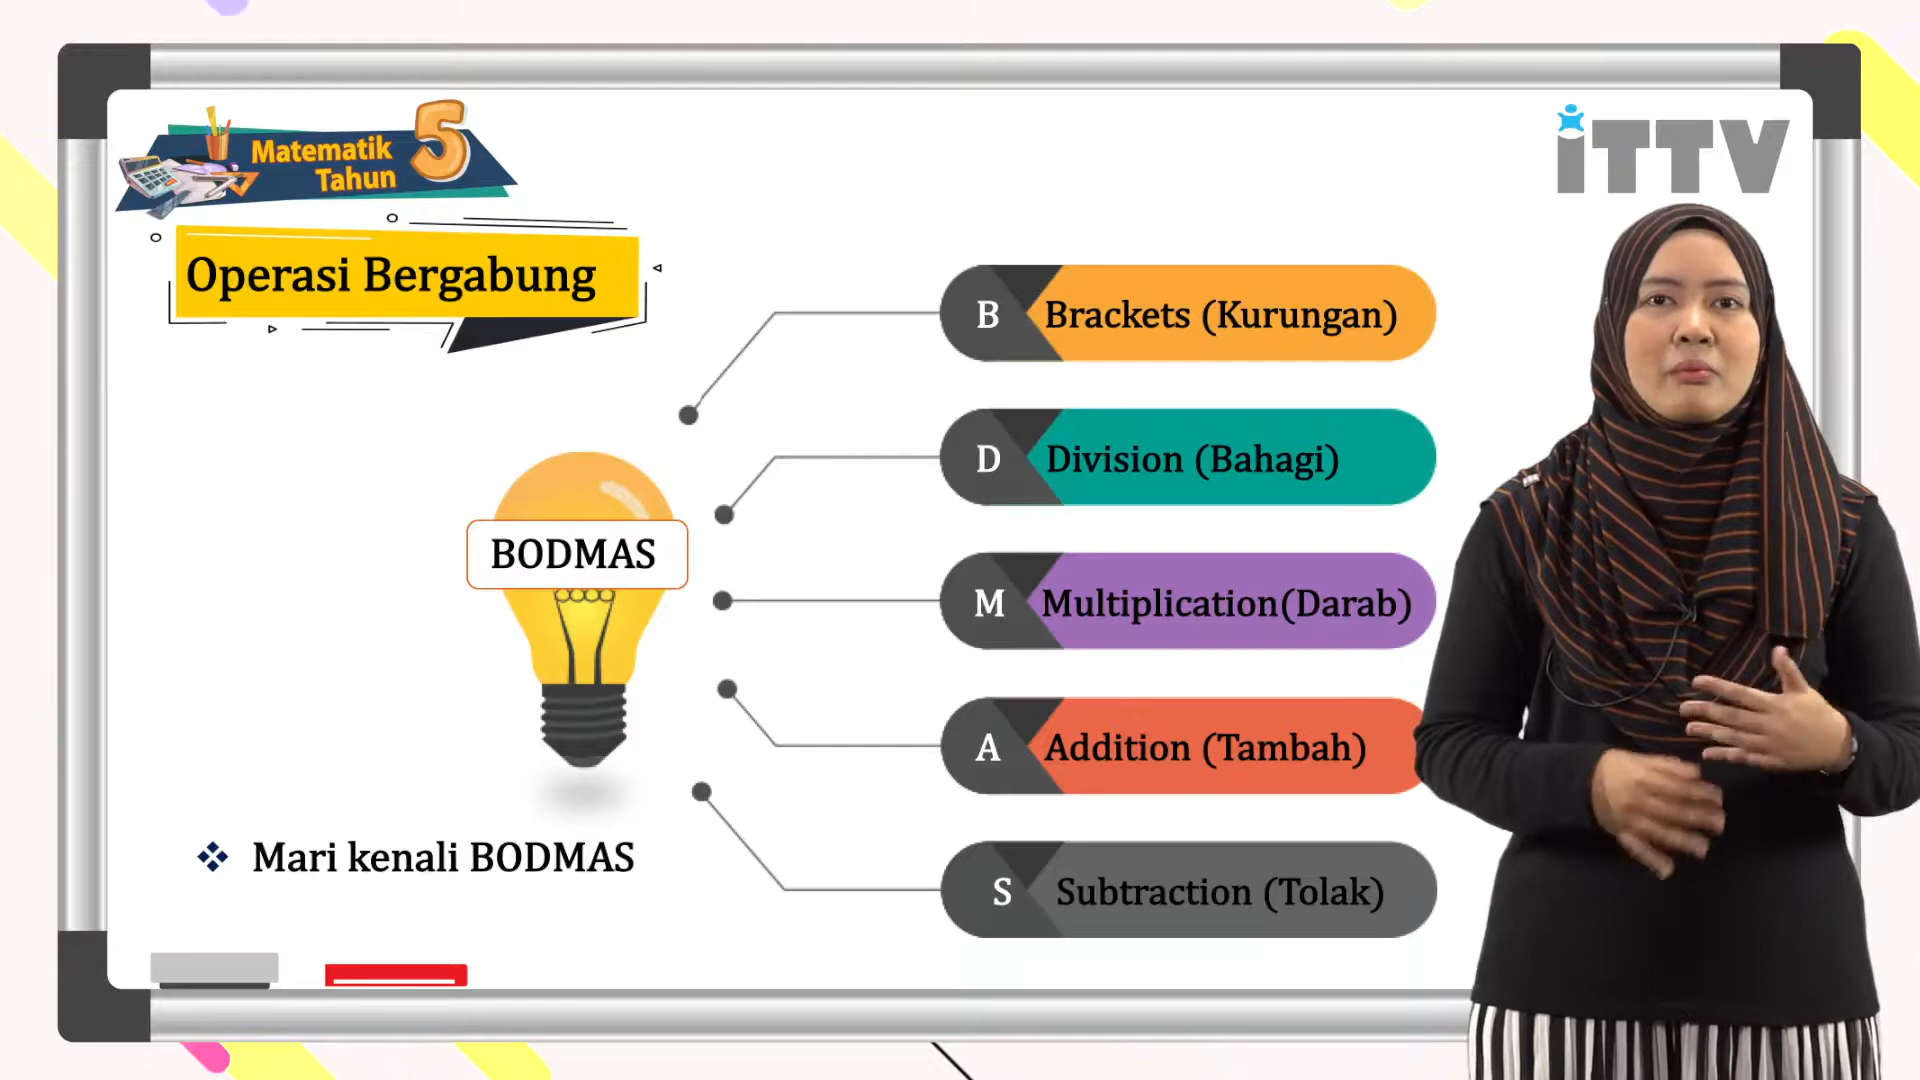 Matematik
Tahun 5
iTTV
Operasi Bergabung
BODMAS
B Brackets (Kurungan)
D Division (Bahagi)
M Multiplication(Darab)
A Addition (Tambah)
S Subtraction (Tolak)
Mari kenali BODMAS